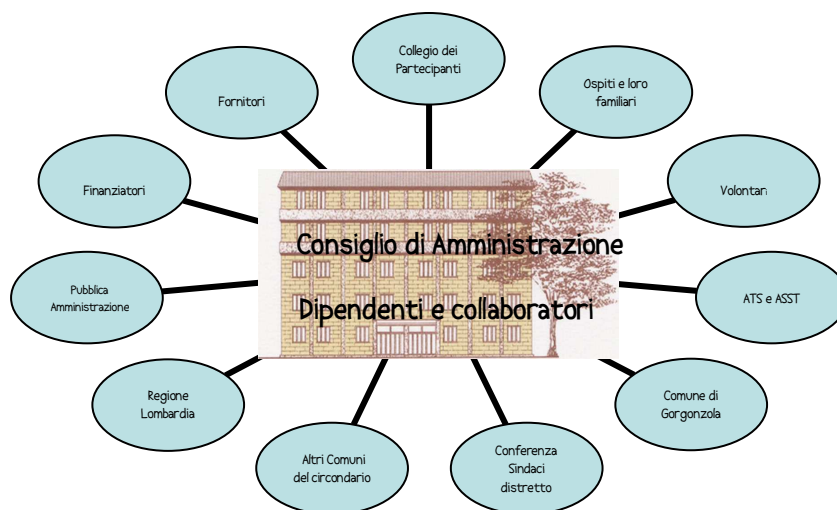 Collegio dei
Partecipanti
Fornitori
Ospiti e loro
familiari
Finanziatori
Volontari
Consiglio di Amministrazione
Dipendenti e collaboratori
Pubblica
Amministrazione
ATS e ASST
Regione
Lombardia
Comune di
Gorgonzola
Altri Comuni
del circondario
Conferenza
Sindaci
distretto